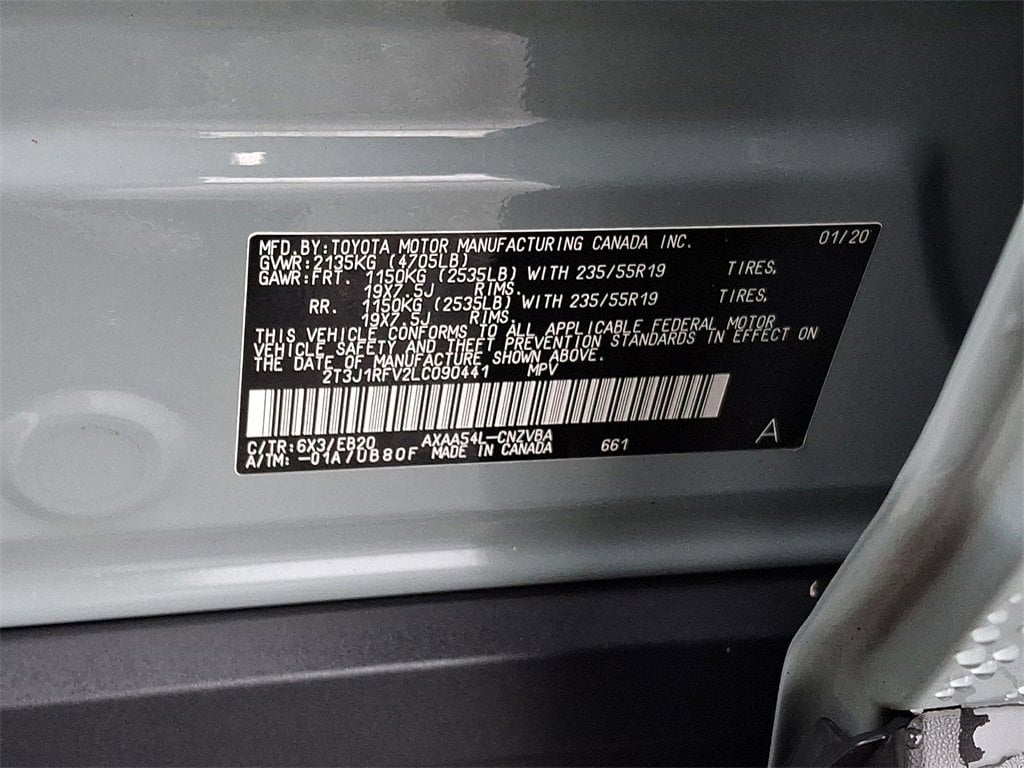 MFD.BY:TOYOTA MOTOR MANUFACTURING CANADA INC. 01/20
GVWR:2135KG (4705LB)
GAWR:FRT. 1150KG (2535LB) WITH 235/55R19 TIRES,
19X7.5J RIMS.
RR. 1150KG (2535LB) WITH 235/55R19 TIRES,
19X7.5J RIMS.
THIS VEHICLE CONFORMS TO ALL APPLICABLE FEDERAL MOTOR
VEHICLE SAFETY AND THEFT PREVENTION STANDARDS IN EFFECT ON
THE DATE OF MANUFACTURE SHOWN ABOVE.
2T3J1RFV2LC090441 MPV
C/TR:6X3/EB20 AXAA54L-CNZVBA 661 A
A/TM: -01A/UB80F MADE IN CANADA